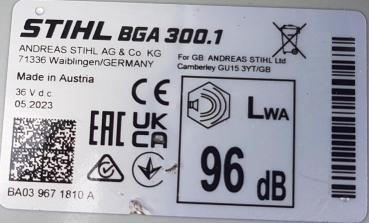 STIHL BGA 300.1
ANDREAS STIHL AG & Co. KG
71336 Waiblingen/GERMANY
For GB: ANDREAS STIHL Ltd
Camberley GU15 3YT/GB
Made in Austria
36 V d.c.
05.2023
CE
EAC UK
CA
LWA
96 dB
BA03 967 1810 A